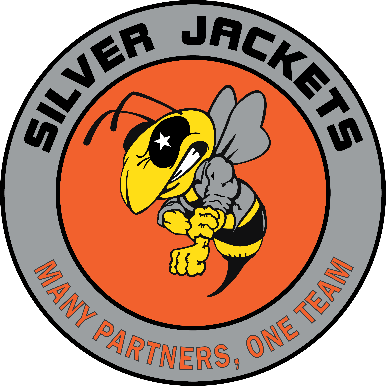 SILVER JACKETS
MANY PARTNERS, ONE TEAM